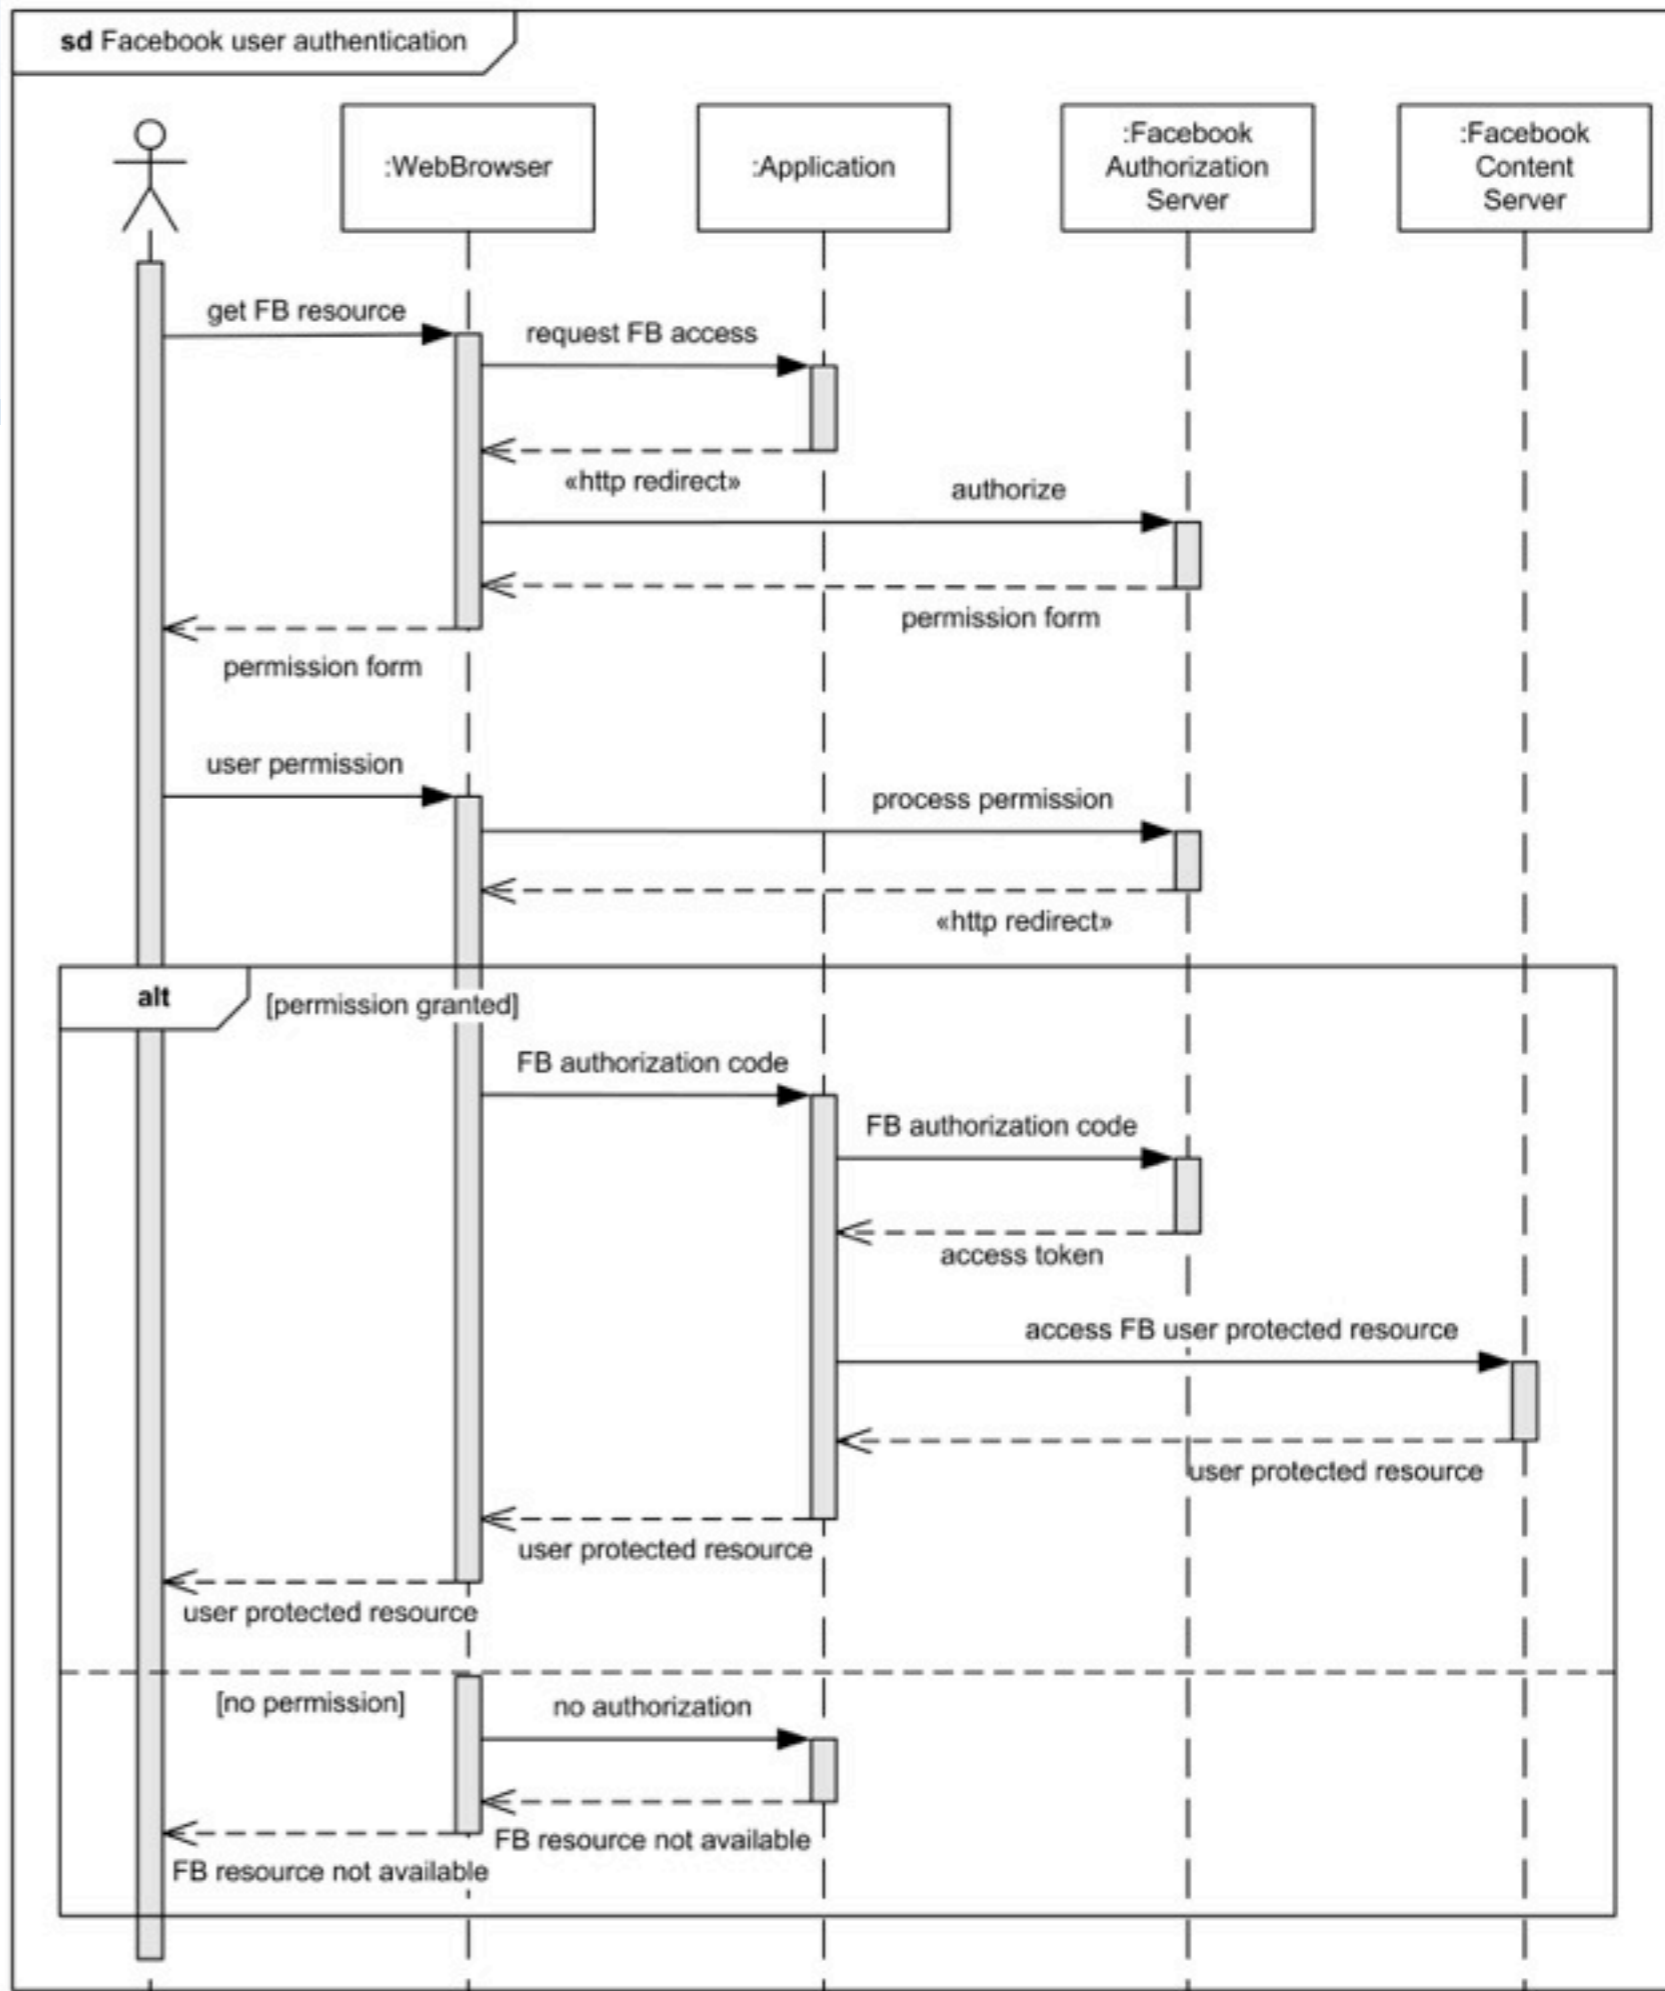 sd Facebook user authentication
:WebBrowser
:Application
:Facebook
Authorization
Server
:Facebook
Content
Server
get FB resource
request FB access
«http redirect»
authorize
permission form
permission form
user permission
process permission
«http redirect»
alt
[permission granted]
FB authorization code
FB authorization code
access token
access FB user protected resource
user protected resource
user protected resource
user protected resource
[no permission]
no authorization
FB resource not available
FB resource not available